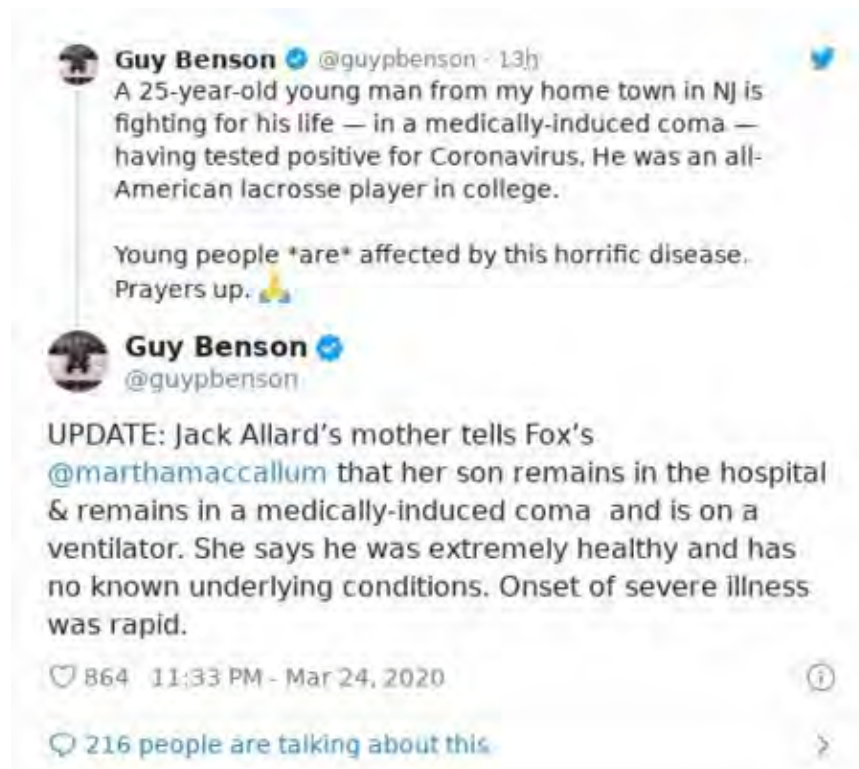 Guy Benson @guypbenson · 13h
A 25-year-old young man from my home town in NJ is
fighting for his life — in a medically-induced coma —
having tested positive for Coronavirus. He was an all-
American lacrosse player in college.
Young people *are* affected by this horrific disease.
Prayers up. 🙏
Guy Benson
@guypbenson
UPDATE: Jack Allard’s mother tells Fox’s
@marthamaccallum that her son remains in the hospital
& remains in a medically-induced coma and is on a
ventilator. She says he was extremely healthy and has
no known underlying conditions. Onset of severe illness
was rapid.
864 11:33 PM - Mar 24, 2020
216 people are talking about this